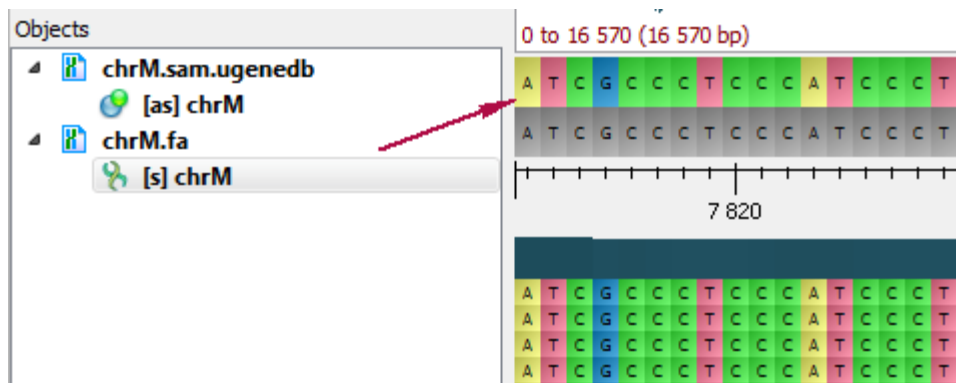 Objects
chrM.sam.ugenedb
[as] chrM
chrM.fa
[s] chrM
0 to 16 570 (16 570 bp)
A T C G C C C T C C C A T C C C T
A T C G C C C T C C C A T C C C T
7 820
A T C G C C C T C C C A T C C C T
A T C G C C C T C C C A T C C C T
A T C G C C C T C C C A T C C C T
A T C G C C C T C C C A T C C C T